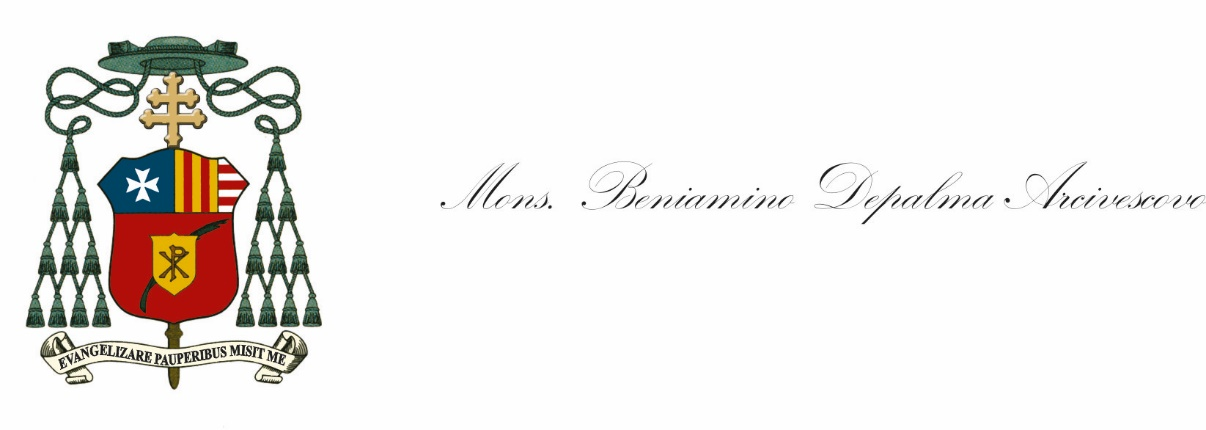 Mons. Beniamino Depalma Arcivescovo
EVANGELIZARE PAUPERIBUS MISIT ME